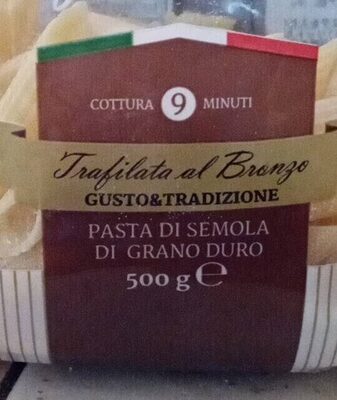 COTTURA 9 MINUTI
Trafilata al Bronzo
GUSTO&TRADIZIONE
PASTA DI SEMOLA
DI GRANO DURO
500 g ℮